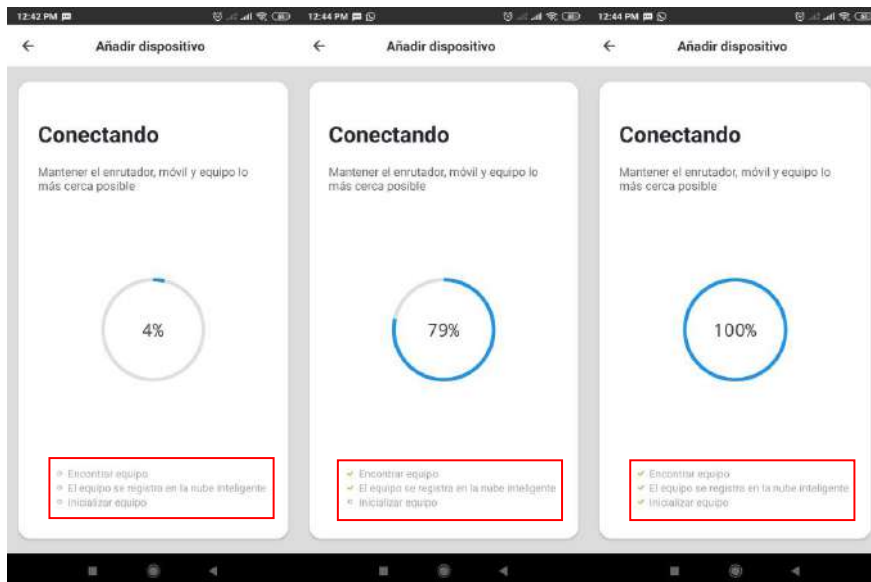 12:42 PM
Añadir dispositivo
Conectando
Mantener el enrutador, móvil y equipo lo
más cerca posible
4%
Encontrar equipo
El equipo se registra en la nube inteligente
Inicializar equipo
12:44 PM
Añadir dispositivo
Conectando
Mantener el enrutador, móvil y equipo lo
más cerca posible
79%
Encontrar equipo
El equipo se registra en la nube inteligente
Inicializar equipo
12:44 PM
Añadir dispositivo
Conectando
Mantener el enrutador, móvil y equipo lo
más cerca posible
100%
Encontrar equipo
El equipo se registra en la nube inteligente
Inicializar equipo